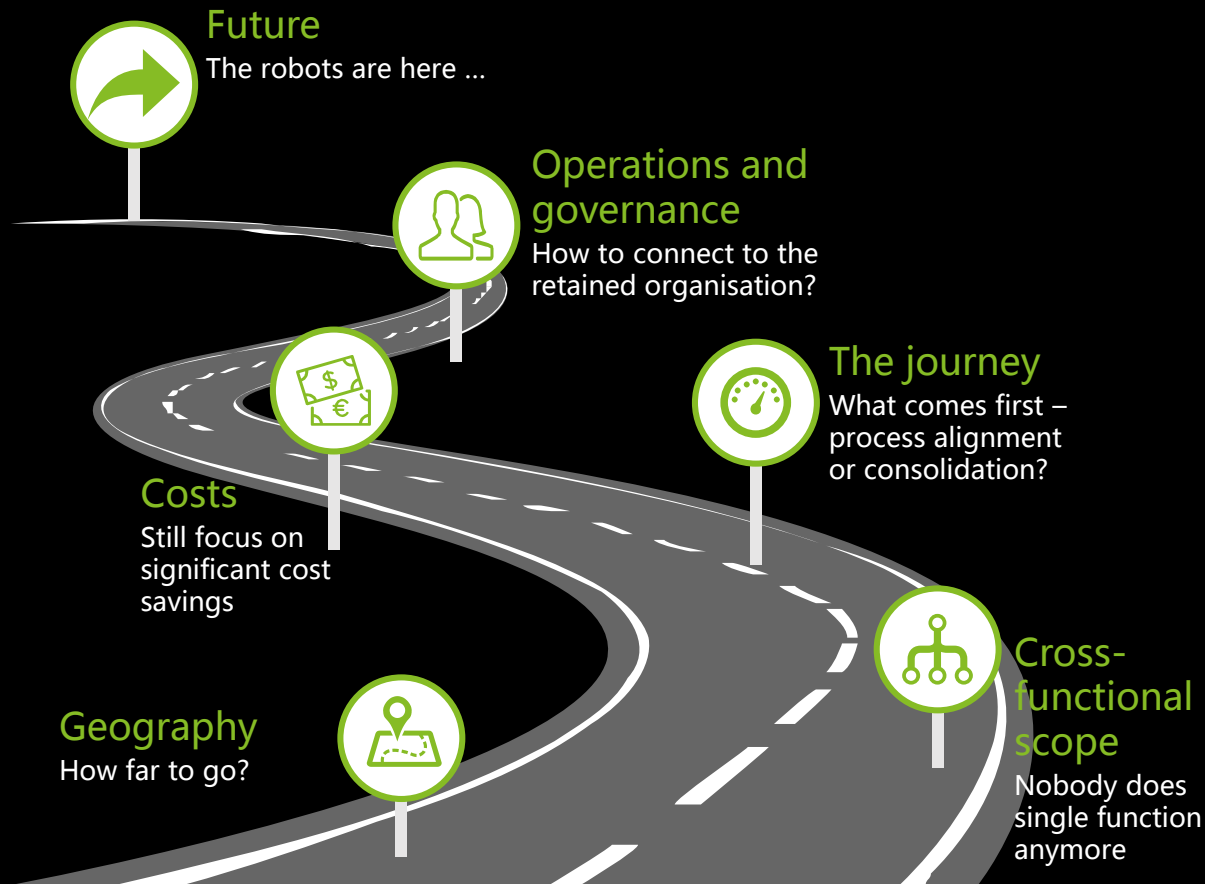 Future
The robots are here ...
Operations and
governance
How to connect to the
retained organisation?
$
€
The journey
What comes first –
process alignment
or consolidation?
Costs
Still focus on
significant cost
savings
Cross-
functional
scope
Nobody does
single function
anymore
Geography
How far to go?